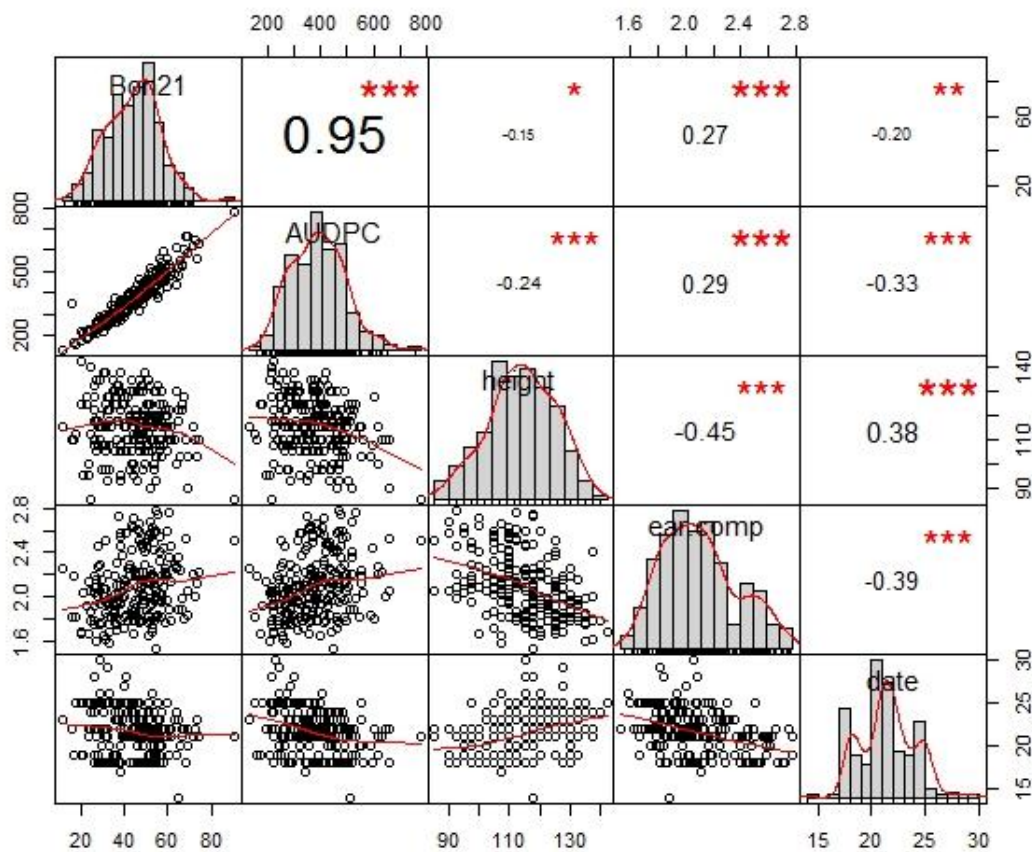 200 400 600 800 1.6 2.0 2.4 2.8
Bon21 0.95 *** -0.15 * 0.27 *** -0.20 ** 20 60
200 500 800 AUDPC -0.24 *** 0.29 *** -0.33 ***
height -0.45 *** 0.38 *** 90 110 140
1.6 2.0 2.4 2.8 ear comp -0.39 ***
date 15 20 25 30
20 40 60 80 90 110 130 15 20 25 30